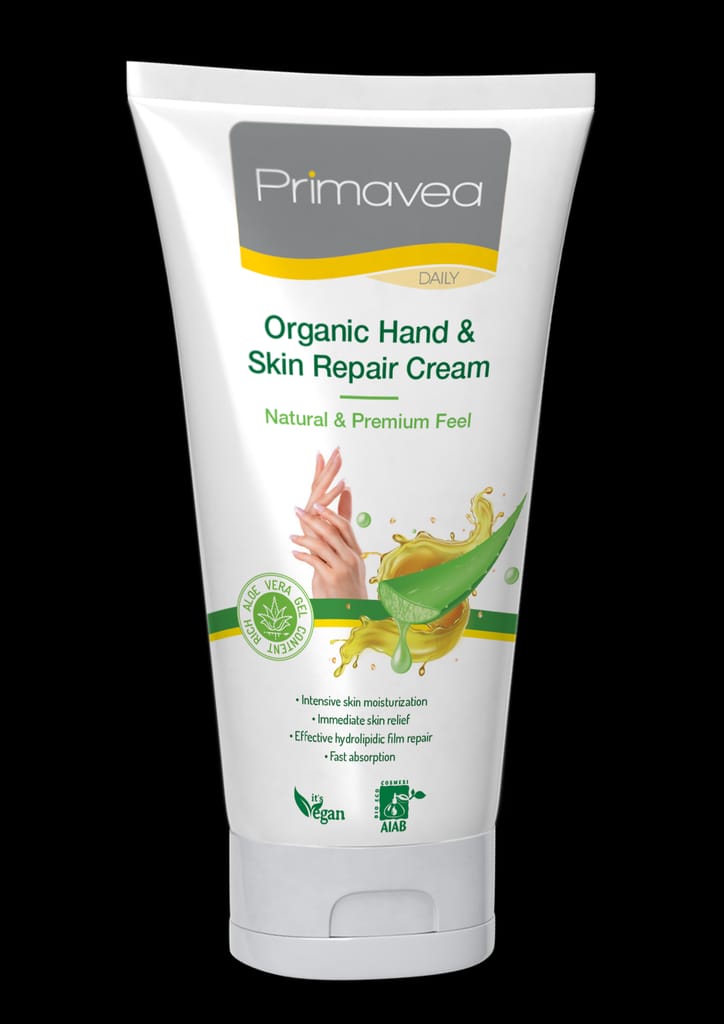 Primavea
DAILY
Organic Hand &
Skin Repair Cream
Natural & Premium Feel
RICH ALOE VERA GEL CONTENT
• Intensive skin moisturization
• Immediate skin relief
• Effective hydrolipidic film repair
• Fast absorption
it's
Vegan
BIO ECO COSMESI
AIAB